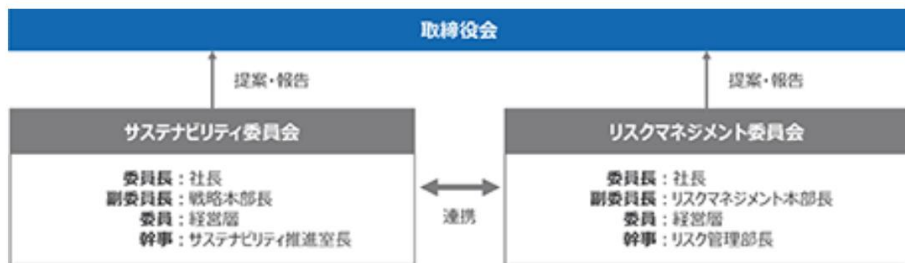 取締役会
提案・報告
提案・報告
サステナビリティ委員会
委員長：社長
副委員長：戦略本部長
委員：経営層
幹事：サステナビリティ推進室長
連携
リスクマネジメント委員会
委員長：社長
副委員長：リスクマネジメント本部長
委員：経営層
幹事：リスク管理部長